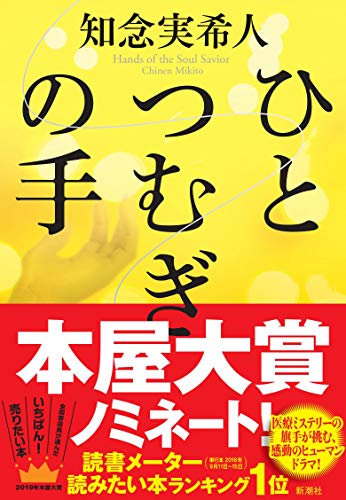 知念実希人
Hands of the Soul Savior
Chinen Mikito
ひと
つむぎ
の手
本屋大賞
ノミネート!
全国書店員が選んだ
いちばん!
売りたい本
2019年本屋大賞
医療ミステリーの
旗手が挑む、
感動のヒューマン
ドラマ!
読書メーター
読みたい本ランキング1位
単行本 2018年
9月11日~15日
新潮社